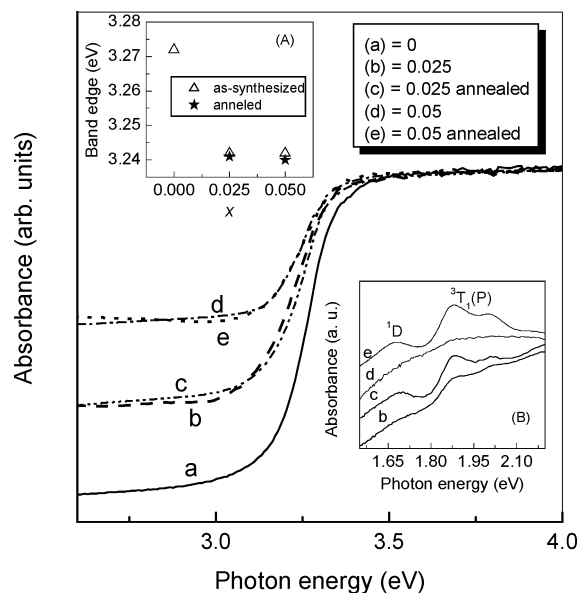 3.28
3.27
3.26
3.25
3.24
Band edge (eV)
(A)
as-synthesized
anneled
0.000 0.025 0.050
x
(a) = 0
(b) = 0.025
(c) = 0.025 annealed
(d) = 0.05
(e) = 0.05 annealed
Absorbance (arb. units)
d
e
c
b
a
Absorbance (a. u.)
¹D
³T₁(P)
e
d
c
b
(B)
1.65 1.80 1.95 2.10
Photon energy (eV)
3.0 3.5 4.0
Photon energy (eV)